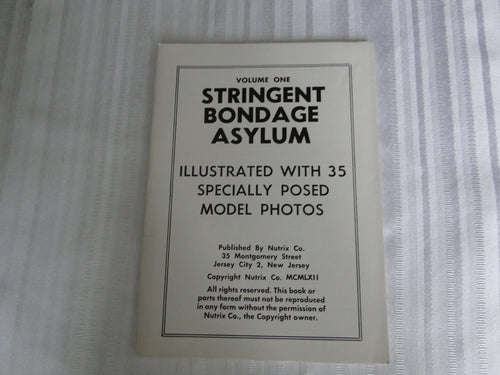 VOLUME ONE
STRINGENT
BONDAGE
ASYLUM
ILLUSTRATED WITH 35
SPECIALLY POSED
MODEL PHOTOS
Published By Nutrix Co.
35 Montgomery Street
Jersey City 2, New Jersey
Copyright Nutrix Co. MCMLXII
All rights reserved. This book or
parts thereof must not be reproduced
in any form without the permission of
Nutrix Co., the Copyright owner.